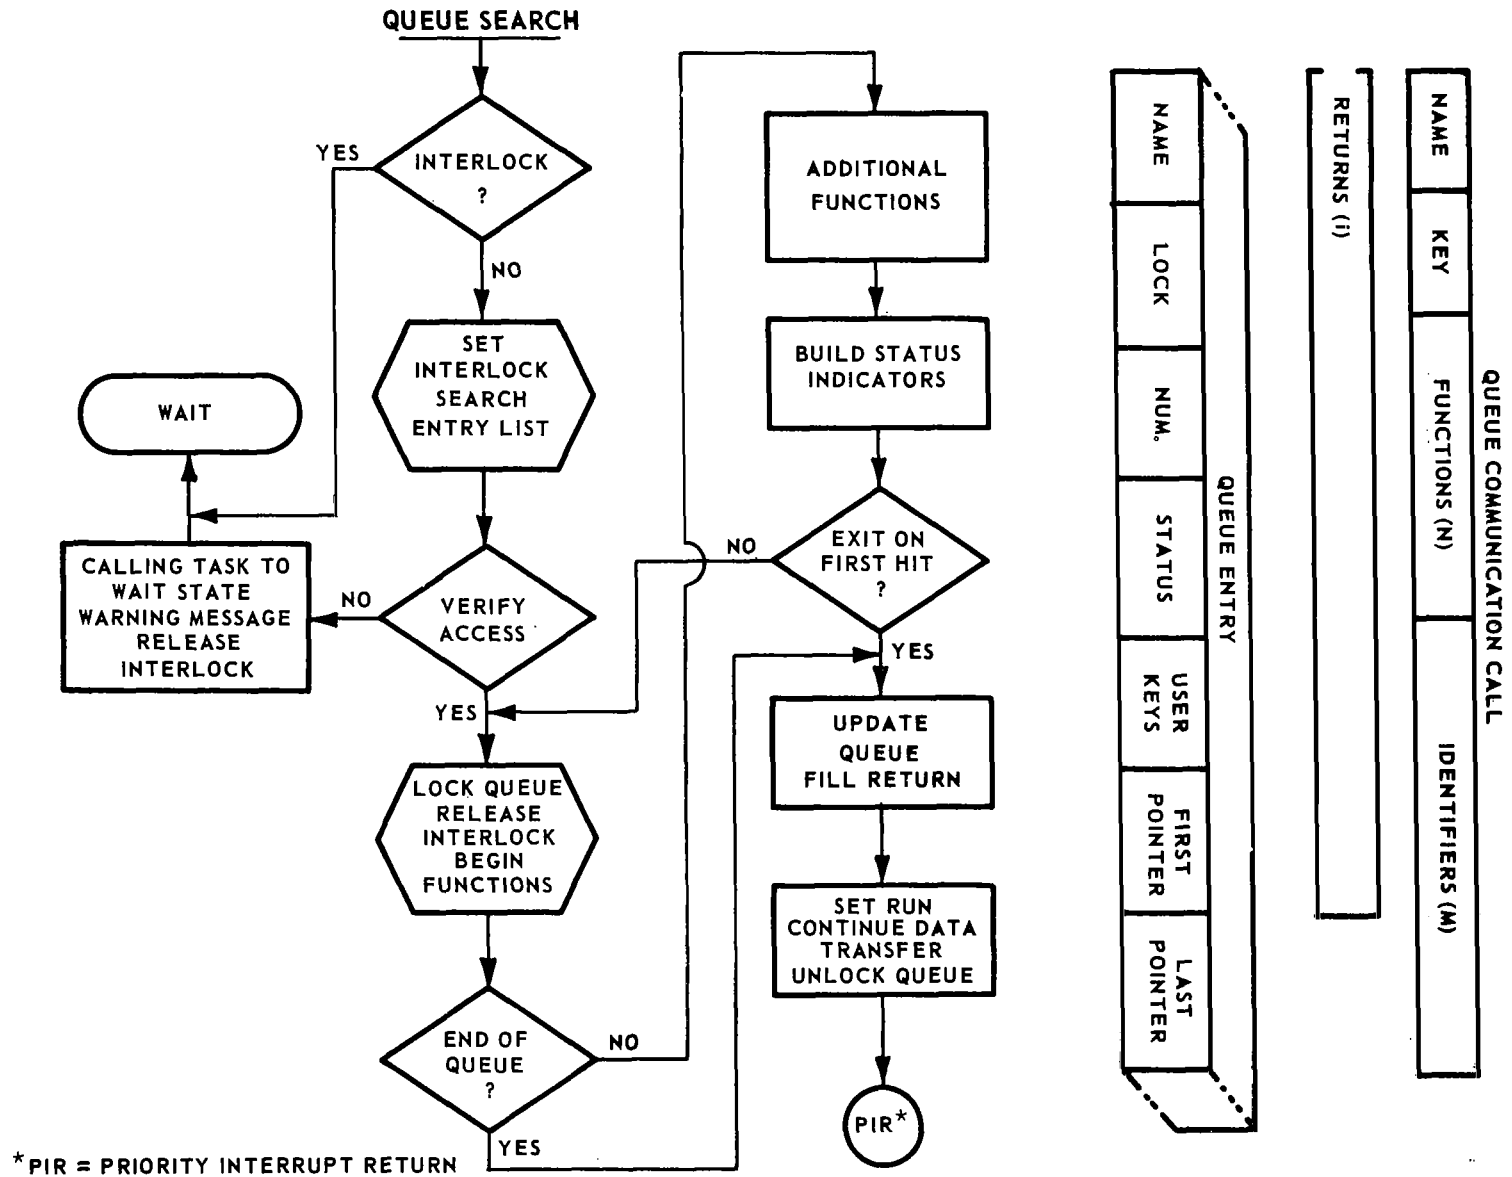 QUEUE SEARCH
INTERLOCK
?
YES
NO
SET
INTERLOCK
SEARCH
ENTRY LIST
WAIT
CALLING TASK TO
WAIT STATE
WARNING MESSAGE
RELEASE
INTERLOCK
NO
VERIFY
ACCESS
YES
LOCK QUEUE
RELEASE
INTERLOCK
BEGIN
FUNCTIONS
END OF
QUEUE
?
NO
YES
ADDITIONAL
FUNCTIONS
BUILD STATUS
INDICATORS
EXIT ON
FIRST HIT
?
NO
YES
UPDATE
QUEUE
FILL RETURN
SET RUN
CONTINUE DATA
TRANSFER
UNLOCK QUEUE
PIR*
*PIR = PRIORITY INTERRUPT RETURN
QUEUE COMMUNICATION CALL
NAME
KEY
FUNCTIONS (N)
IDENTIFIERS (M)
RETURNS (i)
QUEUE ENTRY
NAME
LOCK
NUM.
STATUS
USER
KEYS
FIRST
POINTER
LAST
POINTER